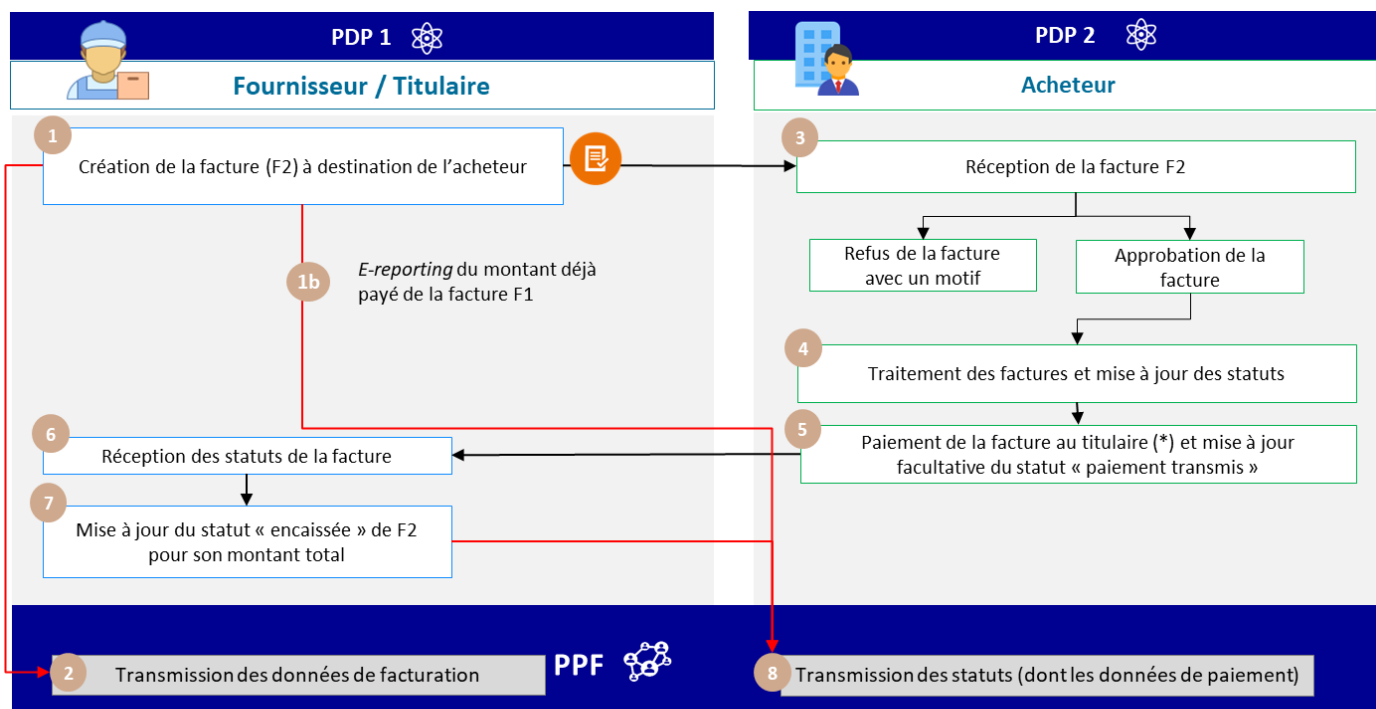 PDP 1
Fournisseur / Titulaire
PDP 2
Acheteur
1
Création de la facture (F2) à destination de l’acheteur
1b
E-reporting du montant déjà
payé de la facture F1
3
Réception de la facture F2
Refus de la facture
avec un motif
Approbation de la
facture
4
Traitement des factures et mise à jour des statuts
5
Paiement de la facture au titulaire (*) et mise à jour
facultative du statut « paiement transmis »
6
Réception des statuts de la facture
7
Mise à jour du statut « encaissée » de F2
pour son montant total
PPF
2
Transmission des données de facturation
8
Transmission des statuts (dont les données de paiement)